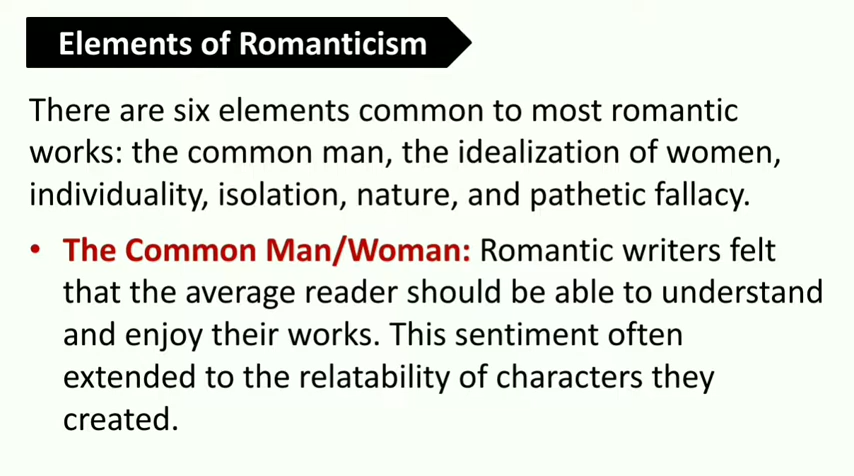 Elements of Romanticism
There are six elements common to most romantic
works: the common man, the idealization of women,
individuality, isolation, nature, and pathetic fallacy.
• The Common Man/Woman: Romantic writers felt
that the average reader should be able to understand
and enjoy their works. This sentiment often
extended to the relatability of characters they
created.